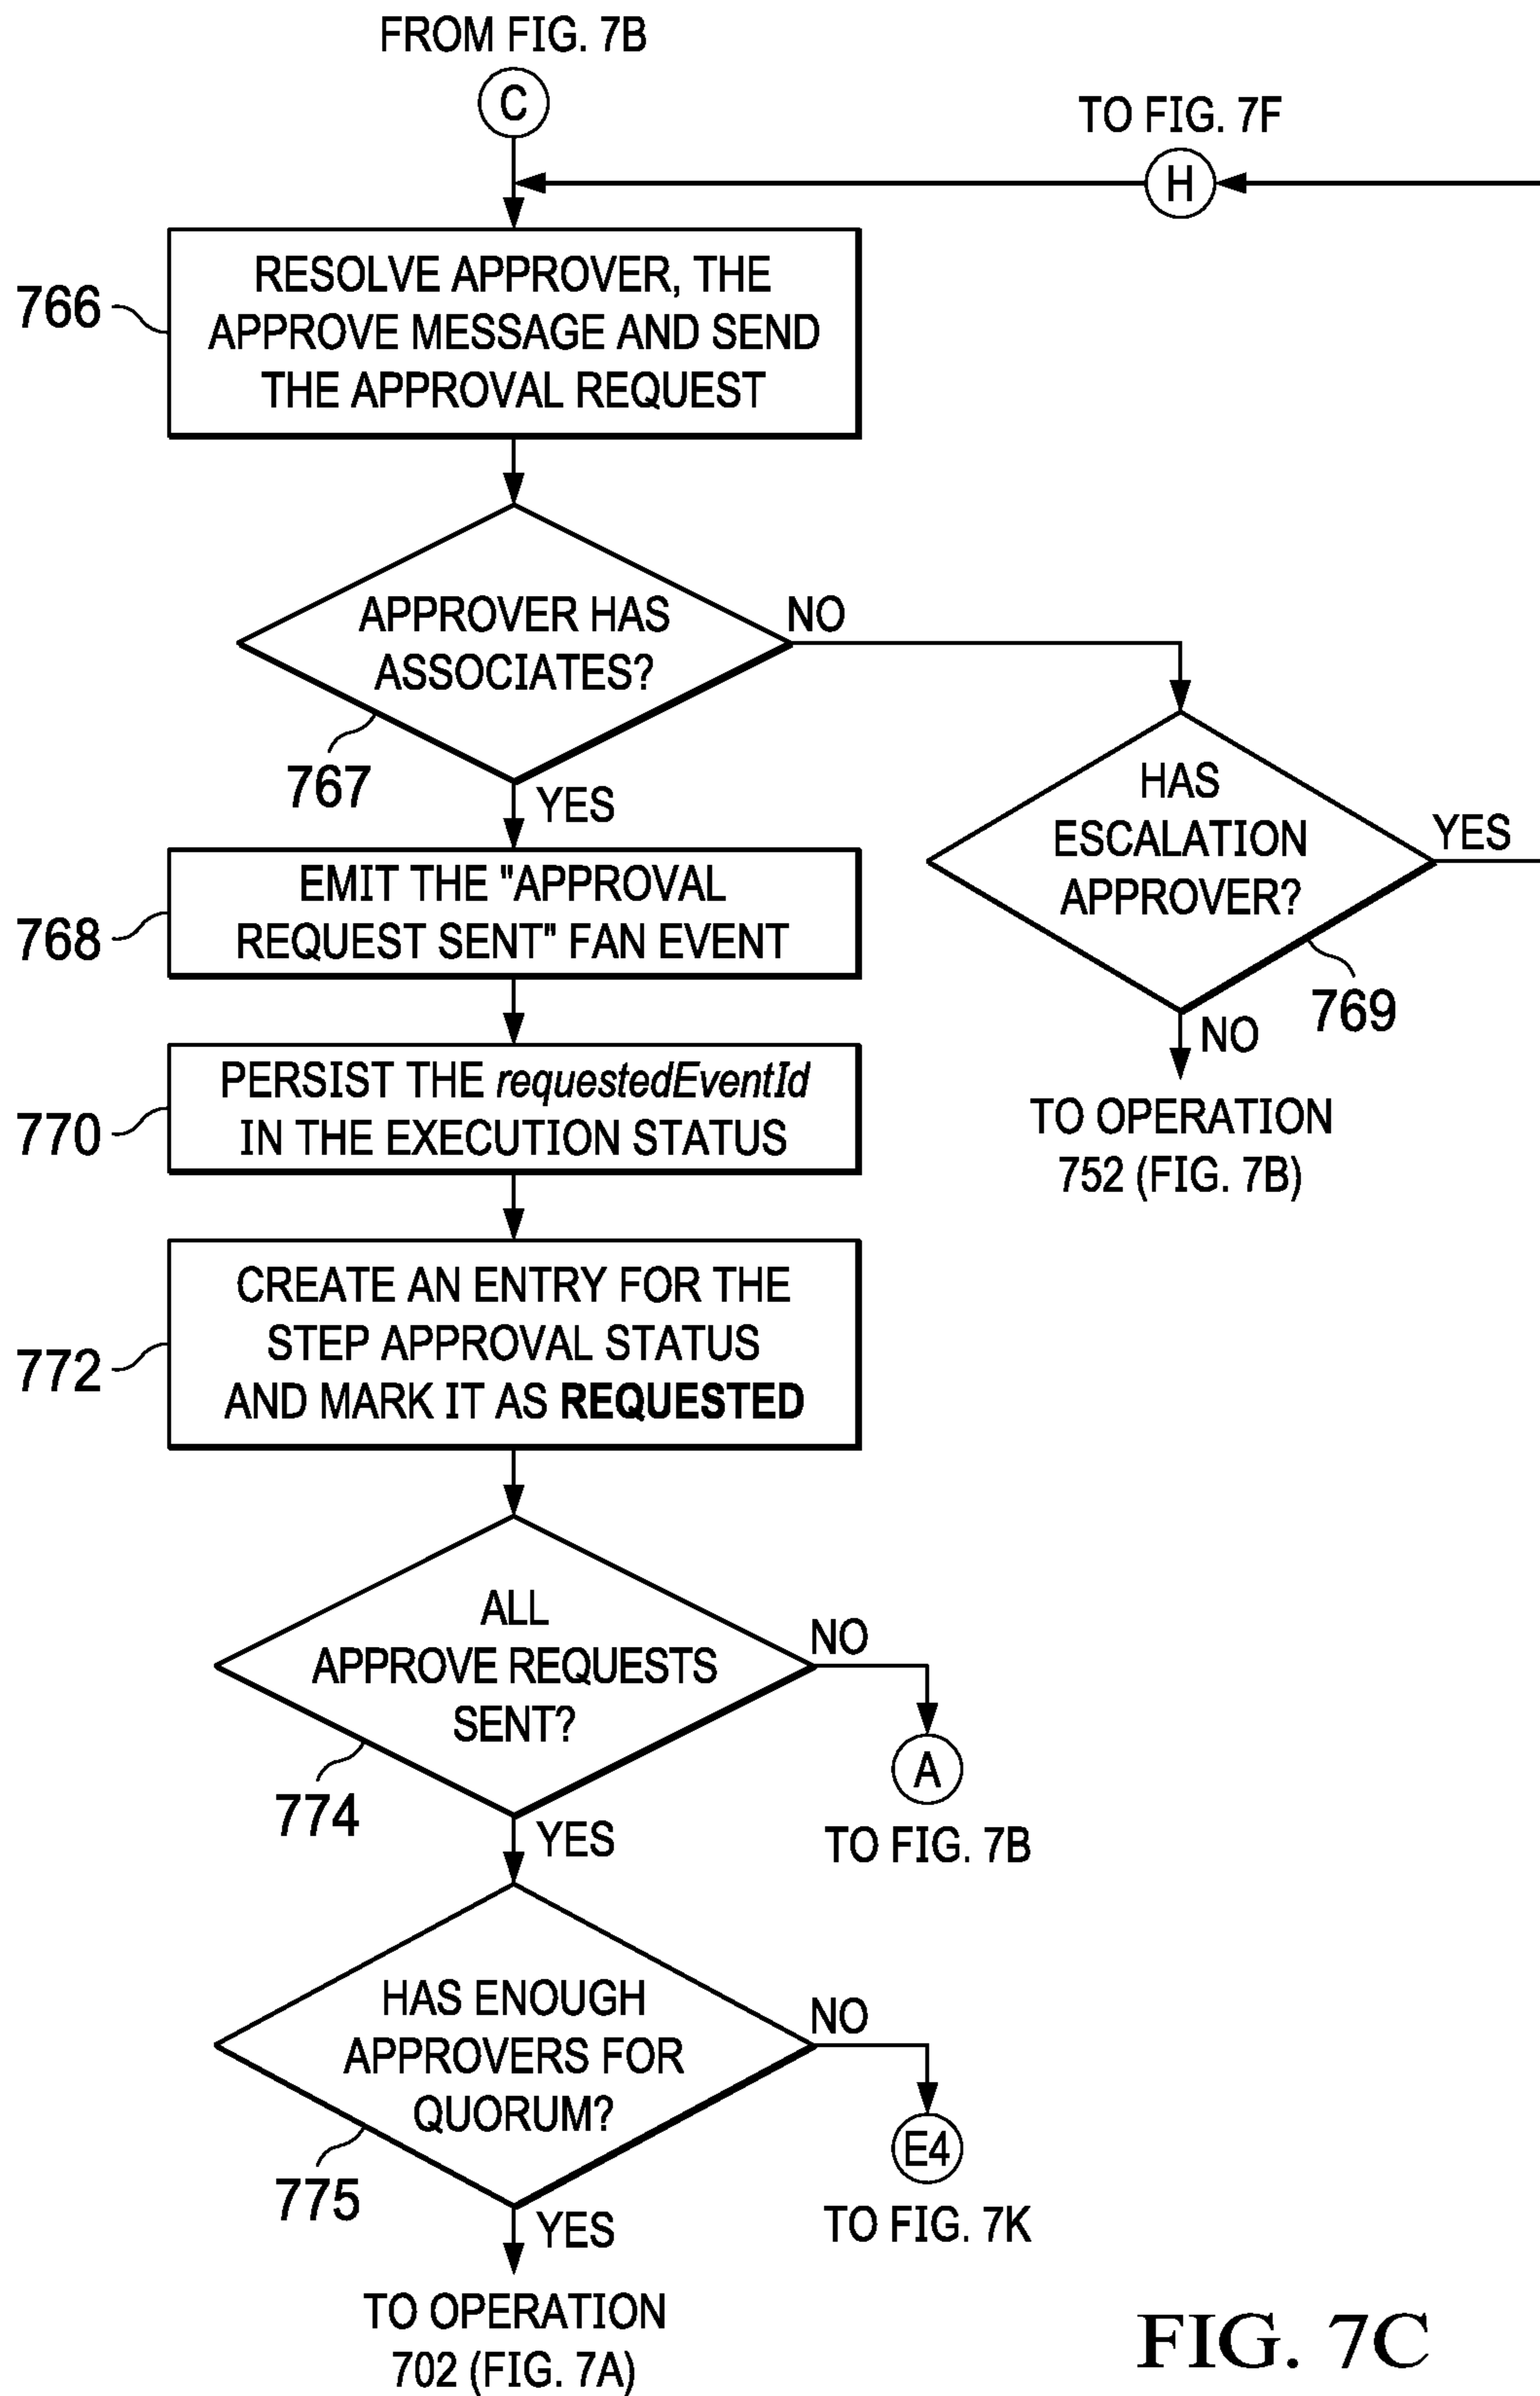 FROM FIG. 7B
C
TO FIG. 7F
H
766
RESOLVE APPROVER, THE
APPROVE MESSAGE AND SEND
THE APPROVAL REQUEST
APPROVER HAS
ASSOCIATES?
NO
767
YES
HAS
ESCALATION
APPROVER?
YES
769
NO
TO OPERATION
752 (FIG. 7B)
768
EMIT THE "APPROVAL
REQUEST SENT" FAN EVENT
770
PERSIST THE requestedEventId
IN THE EXECUTION STATUS
772
CREATE AN ENTRY FOR THE
STEP APPROVAL STATUS
AND MARK IT AS REQUESTED
ALL
APPROVE REQUESTS
SENT?
NO
A
TO FIG. 7B
774
YES
HAS ENOUGH
APPROVERS FOR
QUORUM?
NO
E4
TO FIG. 7K
775
YES
TO OPERATION
702 (FIG. 7A)
FIG. 7C